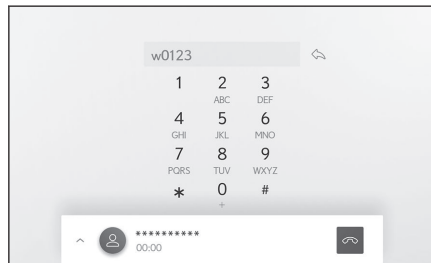 w0123
1 2 3
ABC DEF
4 5 6
GHI JKL MNO
7 8 9
PQRS TUV WXYZ
* 0 #
+
**********
00:00